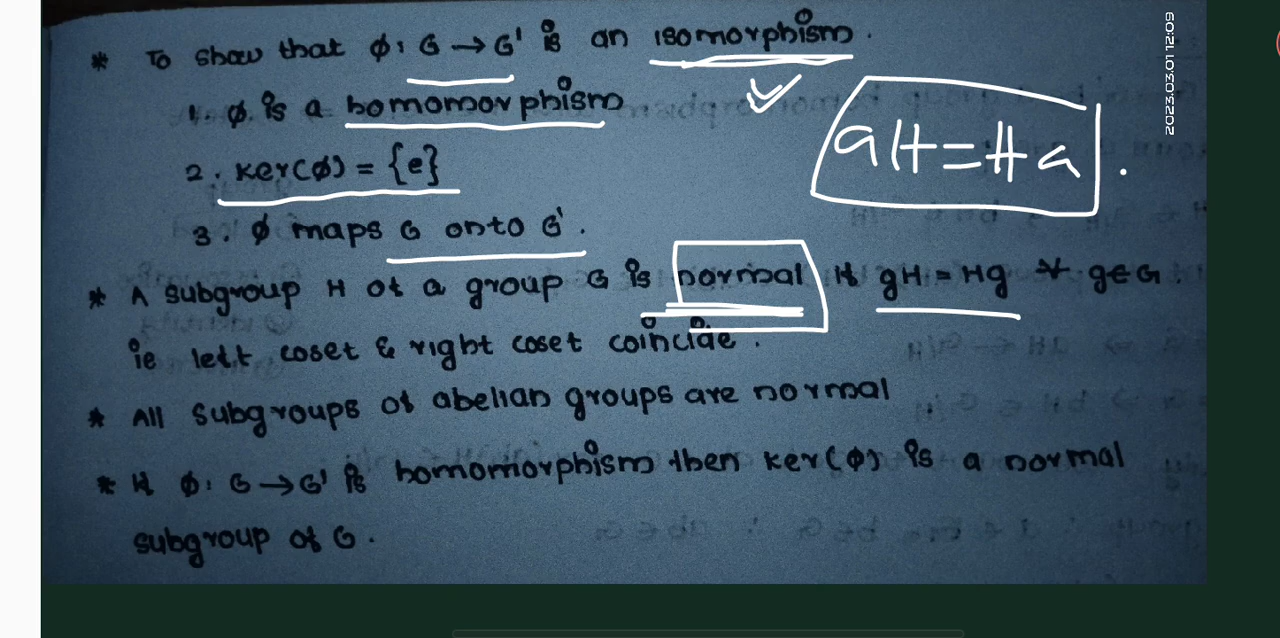 * To show that φ: G → G' is an isomorphism.
1. φ is a homomorphism
2. Ker(φ) = {e}
3. φ maps G onto G'.
aH = Ha.
* A subgroup H of a group G is normal if gH = Hg ∀ g∈G.
ie left coset & right coset coincide.
* All subgroups of abelian groups are normal
* If φ: G → G' is homomorphism then Ker(φ) is a normal
subgroup of G.
2023.03.01 12:09